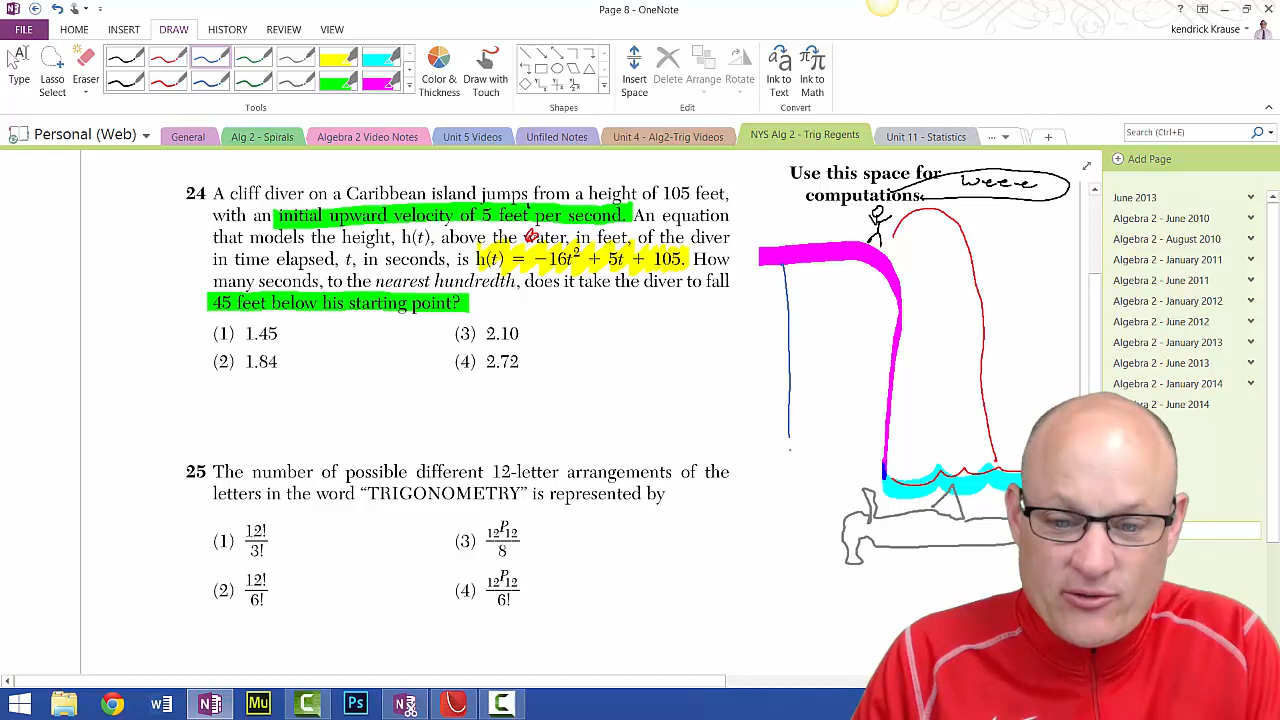 Page 8 - OneNote
FILE HOME INSERT DRAW HISTORY REVIEW VIEW
kendrick Krause
Type Lasso Select Eraser Color & Thickness Draw with Touch Insert Space Delete Arrange Rotate Ink to Text Ink to Math
Tools Shapes Edit Convert
Personal (Web) General Alg 2 - Spirals Algebra 2 Video Notes Unit 5 Videos Unfiled Notes Unit 4 - Alg2-Trig Videos NYS Alg 2 - Trig Regents Unit 11 - Statistics ... + Search (Ctrl+E)
Add Page
June 2013
Algebra 2 - June 2010
Algebra 2 - August 2010
Algebra 2 - June 2011
Algebra 2 - January 2012
Algebra 2 - June 2012
Algebra 2 - January 2013
Algebra 2 - June 2013
Algebra 2 - January 2014
Algebra 2 - June 2014
24 A cliff diver on a Caribbean island jumps from a height of 105 feet,
with an initial upward velocity of 5 feet per second. An equation
that models the height, h(t), above the water, in feet, of the diver
in time elapsed, t, in seconds, is h(t) = −16t² + 5t + 105. How
many seconds, to the nearest hundredth, does it take the diver to fall
45 feet below his starting point?
(1) 1.45 (3) 2.10
(2) 1.84 (4) 2.72
Use this space for
computations.
weee
25 The number of possible different 12-letter arrangements of the
letters in the word “TRIGONOMETRY” is represented by
(1) 12!/3! (3) ₁₂P₁₂/8
(2) 12!/6! (4) ₁₂P₁₂/6!
W N Mu Ps N